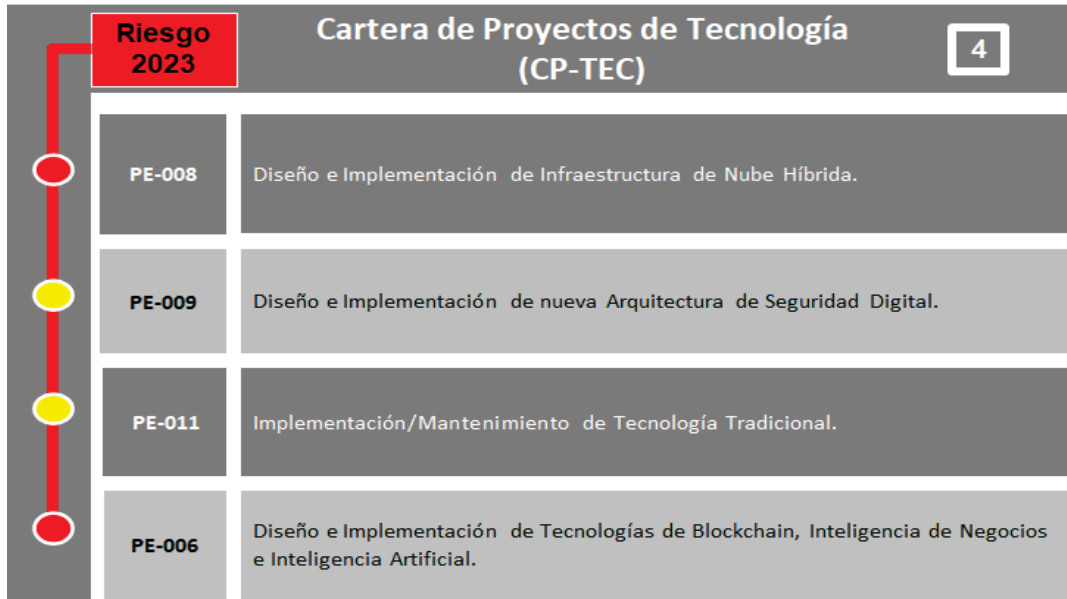 Riesgo
2023
Cartera de Proyectos de Tecnología
(CP-TEC)
4
PE-008
Diseño e Implementación de Infraestructura de Nube Híbrida.
PE-009
Diseño e Implementación de nueva Arquitectura de Seguridad Digital.
PE-011
Implementación/Mantenimiento de Tecnología Tradicional.
PE-006
Diseño e Implementación de Tecnologías de Blockchain, Inteligencia de Negocios
e Inteligencia Artificial.